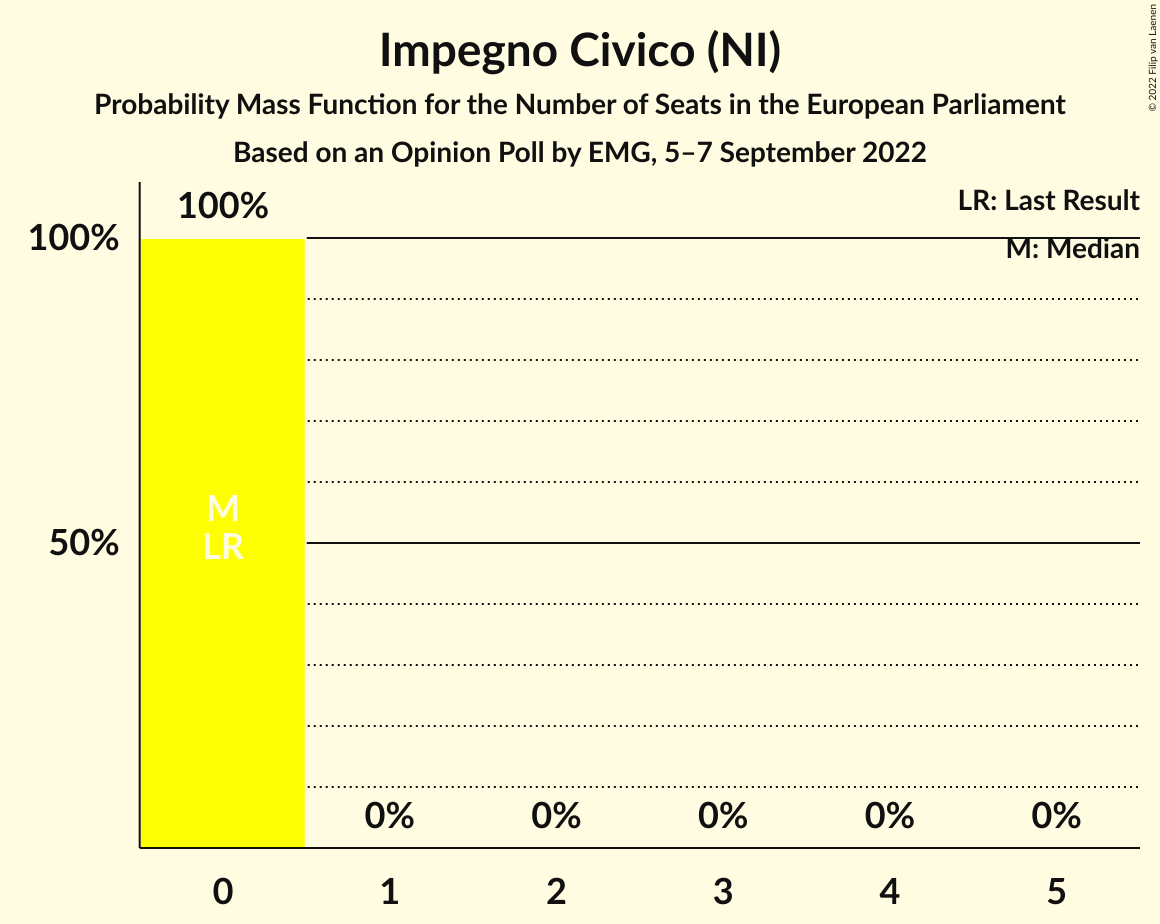 Impegno Civico (NI)
Probability Mass Function for the Number of Seats in the European Parliament
Based on an Opinion Poll by EMG, 5–7 September 2022
© 2022 Filip van Laenen
LR: Last Result
M: Median
100%
100%
50%
M
LR
0%
0%
0%
0%
0%
0
1
2
3
4
5